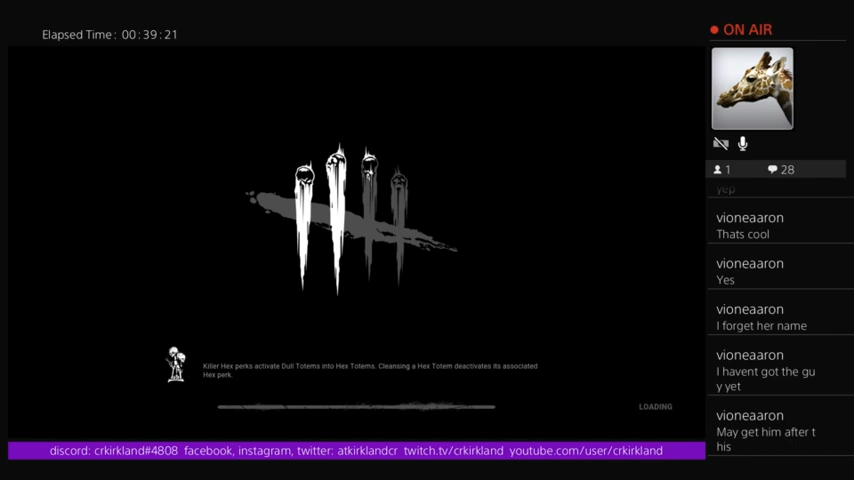 Elapsed Time: 00:39:21
ON AIR
1
28
yep
vioneaaron
Thats cool
vioneaaron
Yes
vioneaaron
I forget her name
vioneaaron
I havent got the gu
y yet
vioneaaron
May get him after t
his
Killer Hex perks activate Dull Totems into Hex Totems. Cleansing a Hex Totem deactivates its associated
Hex perk.
LOADING
discord: crkirkland#4808 facebook, instagram, twitter: atkirklandcr twitch.tv/crkirkland youtube.com/user/crkirkland